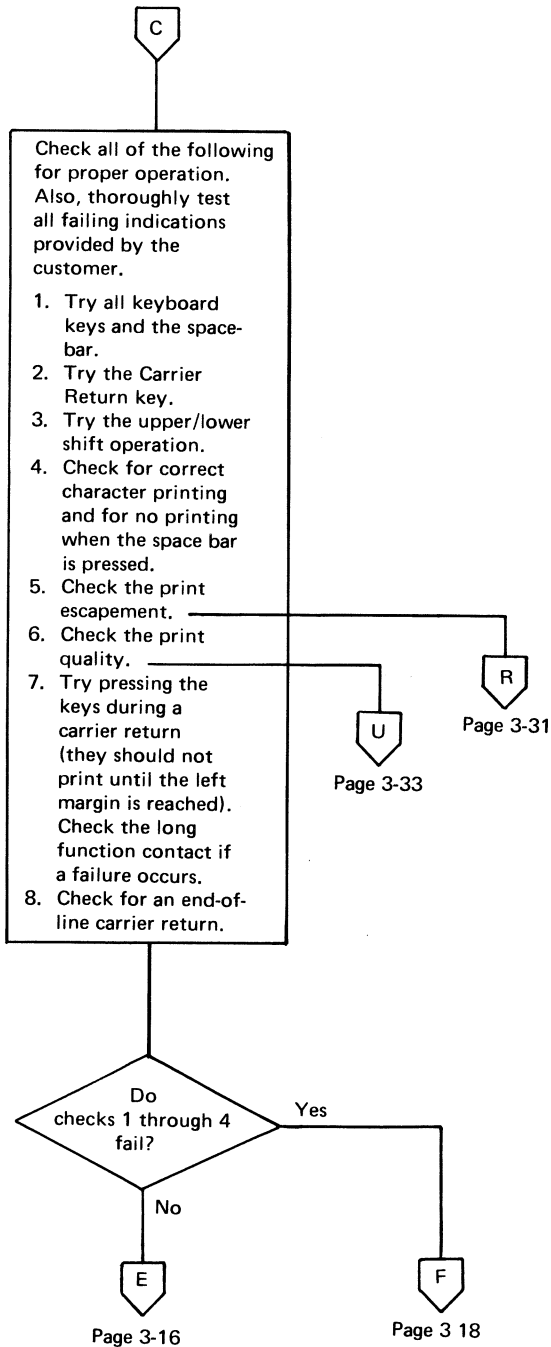 C
Check all of the following
for proper operation.
Also, thoroughly test
all failing indications
provided by the
customer.
1. Try all keyboard
keys and the space-
bar.
2. Try the Carrier
Return key.
3. Try the upper/lower
shift operation.
4. Check for correct
character printing
and for no printing
when the space bar
is pressed.
5. Check the print
escapement.
6. Check the print
quality.
7. Try pressing the
keys during a
carrier return
(they should not
print until the left
margin is reached).
Check the long
function contact if
a failure occurs.
8. Check for an end-of-
line carrier return.
R
Page 3-31
U
Page 3-33
Do
checks 1 through 4
fail?
Yes
No
E
Page 3-16
F
Page 3 18